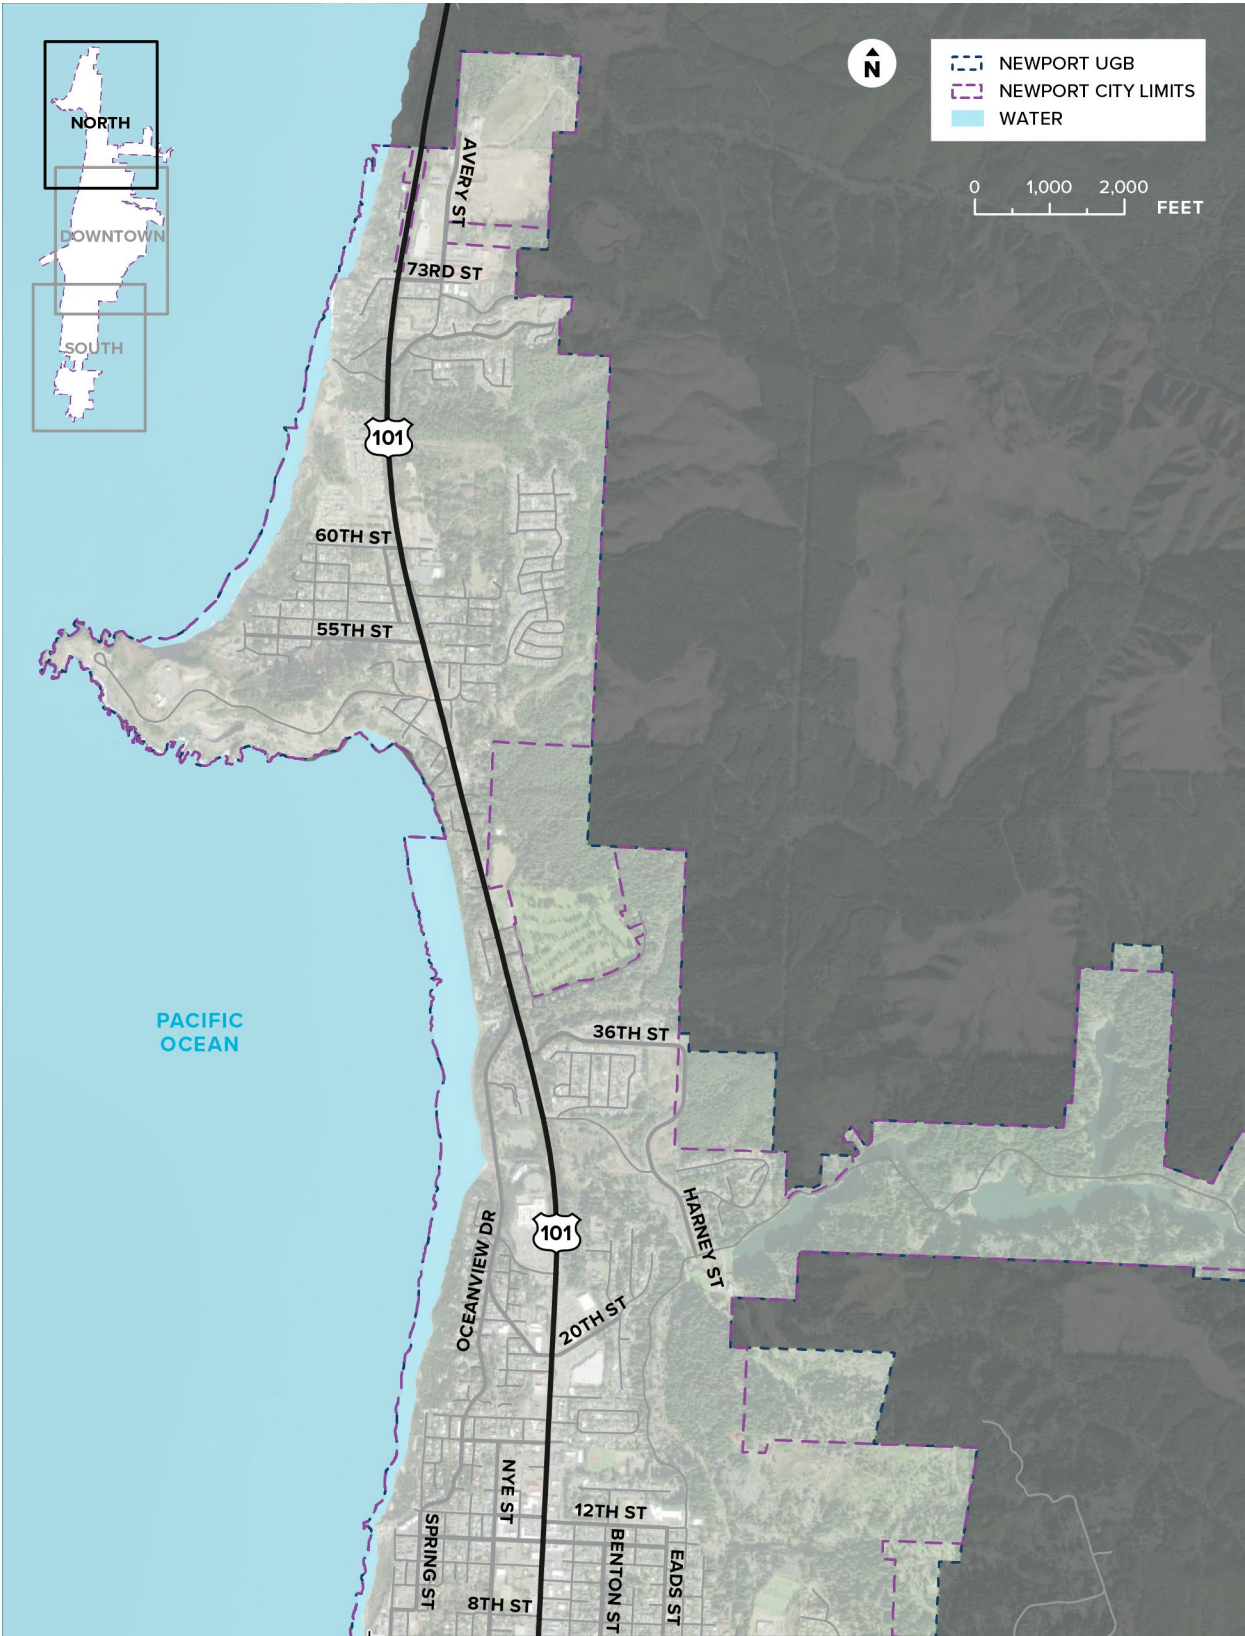 NORTH
DOWNTOWN
SOUTH
N
NEWPORT UGB
NEWPORT CITY LIMITS
WATER
0 1,000 2,000
FEET
AVERY ST
73RD ST
101
60TH ST
55TH ST
PACIFIC
OCEAN
36TH ST
HARNEY ST
101
OCEANVIEW DR
20TH ST
NYE ST
12TH ST
SPRING ST
BENTON ST
EADS ST
8TH ST